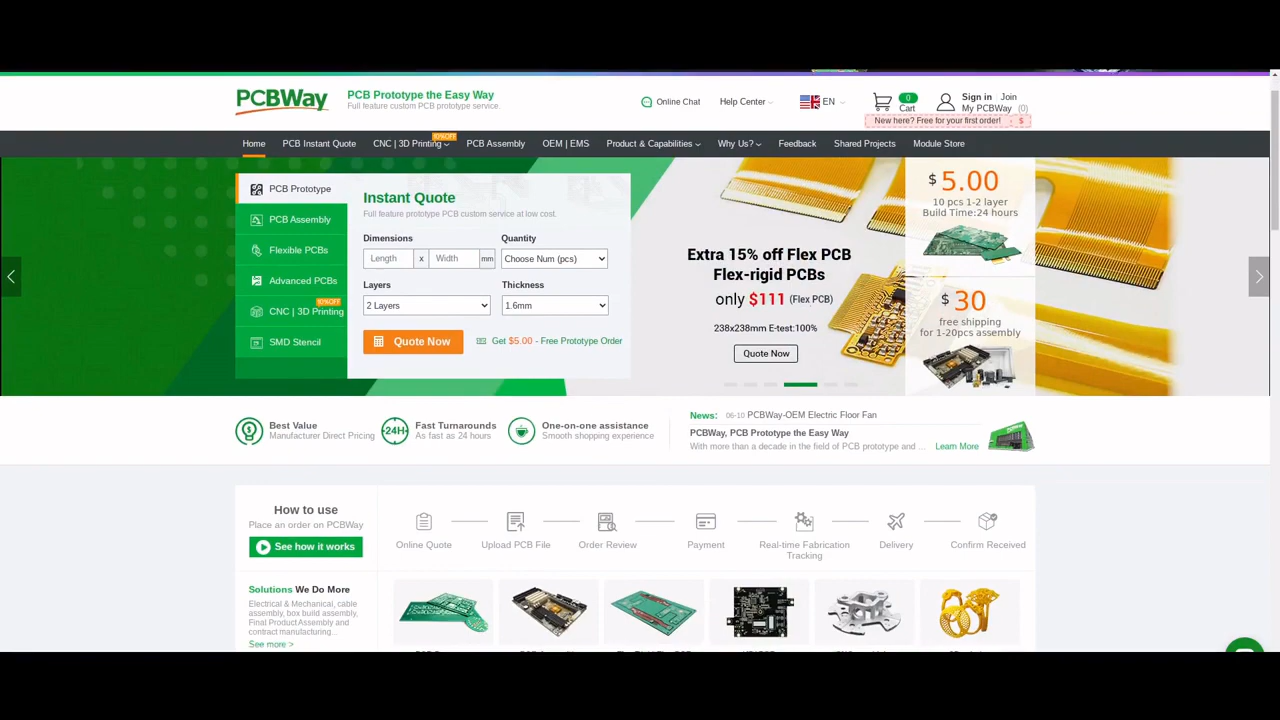 PCBWay
PCB Prototype the Easy Way
Full feature custom PCB prototype service.
Online Chat
Help Center
EN
0
Cart
Sign in Join
My PCBWay (0)
New here? Free for your first order! $
Home
PCB Instant Quote
CNC | 3D Printing
10%OFF
PCB Assembly
OEM | EMS
Product & Capabilities
Why Us?
Feedback
Shared Projects
Module Store
PCB Prototype
PCB Assembly
Flexible PCBs
Advanced PCBs
10%OFF
CNC | 3D Printing
SMD Stencil
Instant Quote
Full feature prototype PCB custom service at low cost.
Dimensions
Quantity
Length x Width mm
Choose Num (pcs)
Layers
Thickness
2 Layers
1.6mm
Quote Now
Get $5.00 - Free Prototype Order
Extra 15% off Flex PCB
Flex-rigid PCBs
only $111 (Flex PCB)
238x238mm E-test:100%
Quote Now
$ 5.00
10 pcs 1-2 layer
Build Time:24 hours
$ 30
free shipping
for 1-20pcs assembly
Best Value
Manufacturer Direct Pricing
24H+
Fast Turnarounds
As fast as 24 hours
One-on-one assistance
Smooth shopping experience
News: 06-10 PCBWay-OEM Electric Floor Fan
PCBWay, PCB Prototype the Easy Way
With more than a decade in the field of PCB prototype and ... Learn More
How to use
Place an order on PCBWay
See how it works
Online Quote
Upload PCB File
Order Review
Payment
Real-time Fabrication
Tracking
Delivery
Confirm Received
Solutions We Do More
Electrical & Mechanical, cable
assembly, box build assembly,
Final Product Assembly and
contract manufacturing...
See more >